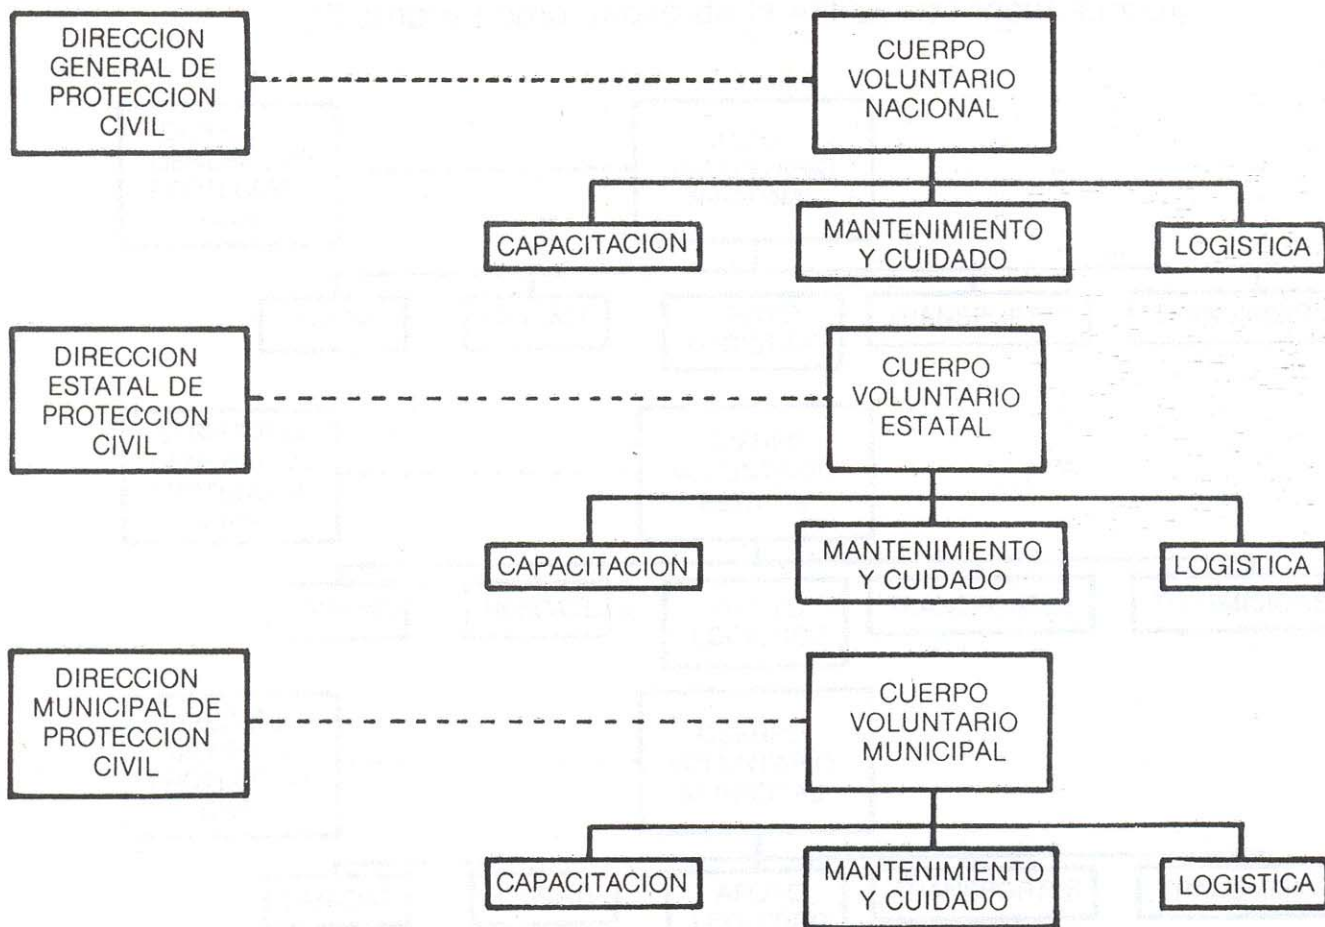 DIRECCION
GENERAL DE
PROTECCION
CIVIL
CUERPO
VOLUNTARIO
NACIONAL
CAPACITACION
MANTENIMIENTO
Y CUIDADO
LOGISTICA
DIRECCION
ESTATAL DE
PROTECCION
CIVIL
CUERPO
VOLUNTARIO
ESTATAL
CAPACITACION
MANTENIMIENTO
Y CUIDADO
LOGISTICA
DIRECCION
MUNICIPAL DE
PROTECCION
CIVIL
CUERPO
VOLUNTARIO
MUNICIPAL
CAPACITACION
MANTENIMIENTO
Y CUIDADO
LOGISTICA